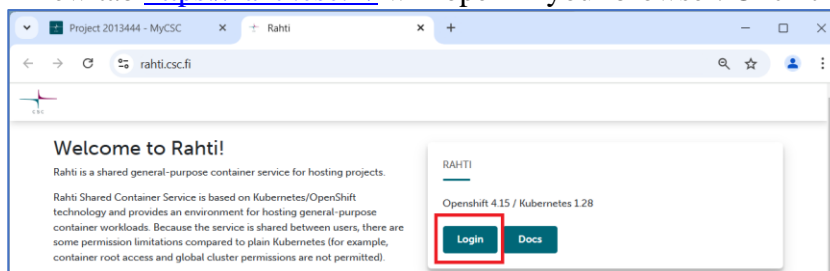 Project 2013444 - MyCSC
Rahti
rahti.csc.fi
CSC
Welcome to Rahti!
Rahti is a shared general-purpose container service for hosting projects.
Rahti Shared Container Service is based on Kubernetes/OpenShift
technology and provides an environment for hosting general-purpose
container workloads. Because the service is shared between users, there are
some permission limitations compared to plain Kubernetes (for example,
container root access and global cluster permissions are not permitted).
RAHTI
Openshift 4.15 / Kubernetes 1.28
Login
Docs